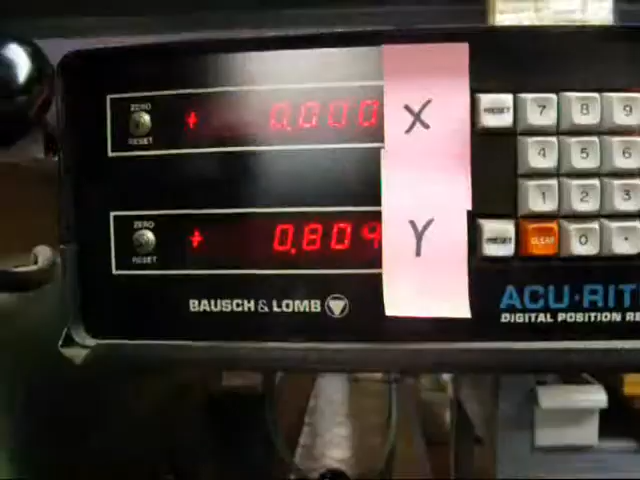 ZERO
+ 0.000 X
RESET
PRESET 7 8 9
4 5 6
1 2 3
ZERO
+ 0.809 Y
RESET
PRESET CLEAR 0 .
BAUSCH & LOMB
ACU·RIT
DIGITAL POSITION RE